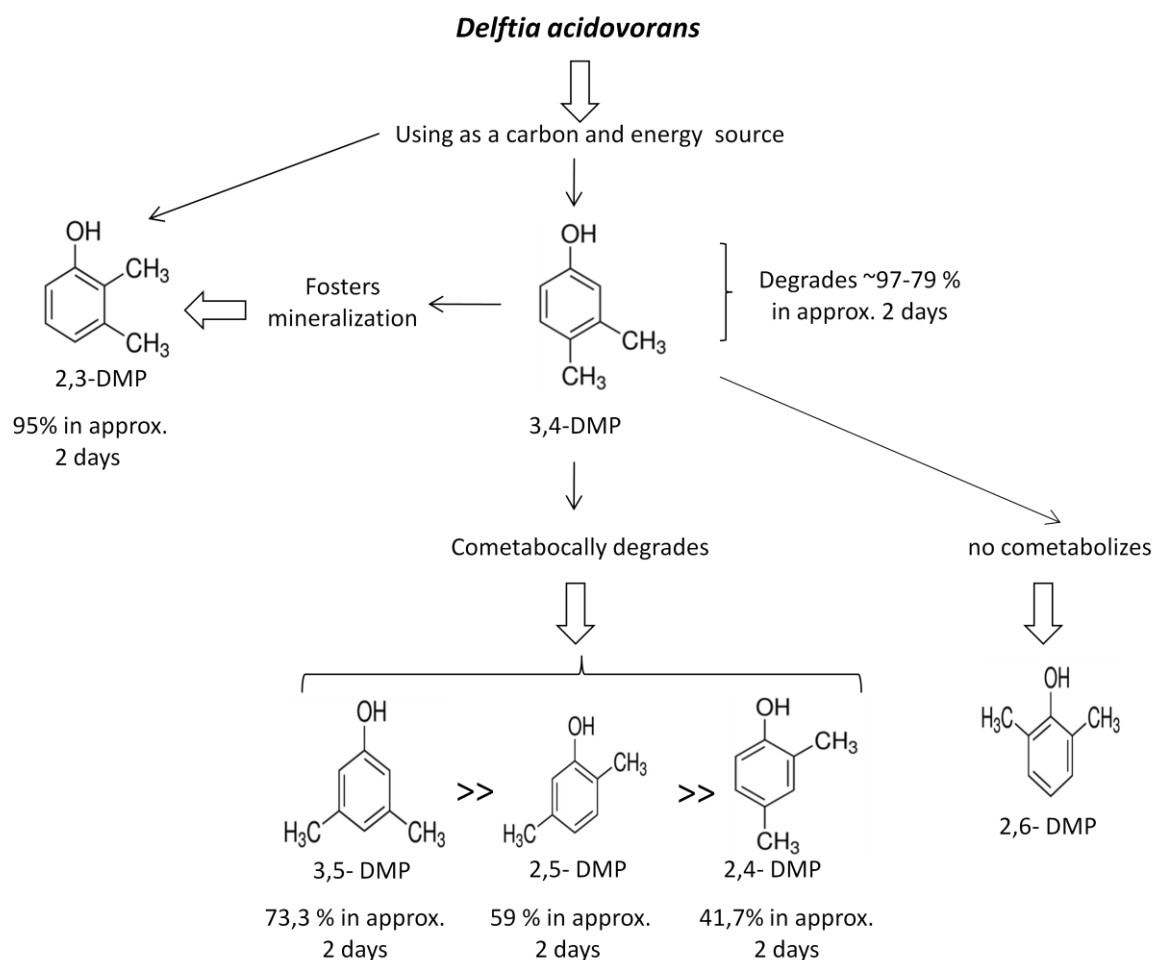 Delftia acidovorans
Using as a carbon and energy source
OH
CH3
CH3
2,3-DMP
95% in approx.
2 days
Fosters
mineralization
OH
CH3
CH3
3,4-DMP
Degrades ~97-79 %
in approx. 2 days
Cometabocally degrades
no cometabolizes
OH
H3C
CH3
3,5- DMP
73,3 % in approx.
2 days
>>
OH
CH3
H3C
2,5- DMP
59 % in approx.
2 days
>>
OH
CH3
CH3
2,4- DMP
41,7% in approx.
2 days
OH
H3C
CH3
2,6- DMP